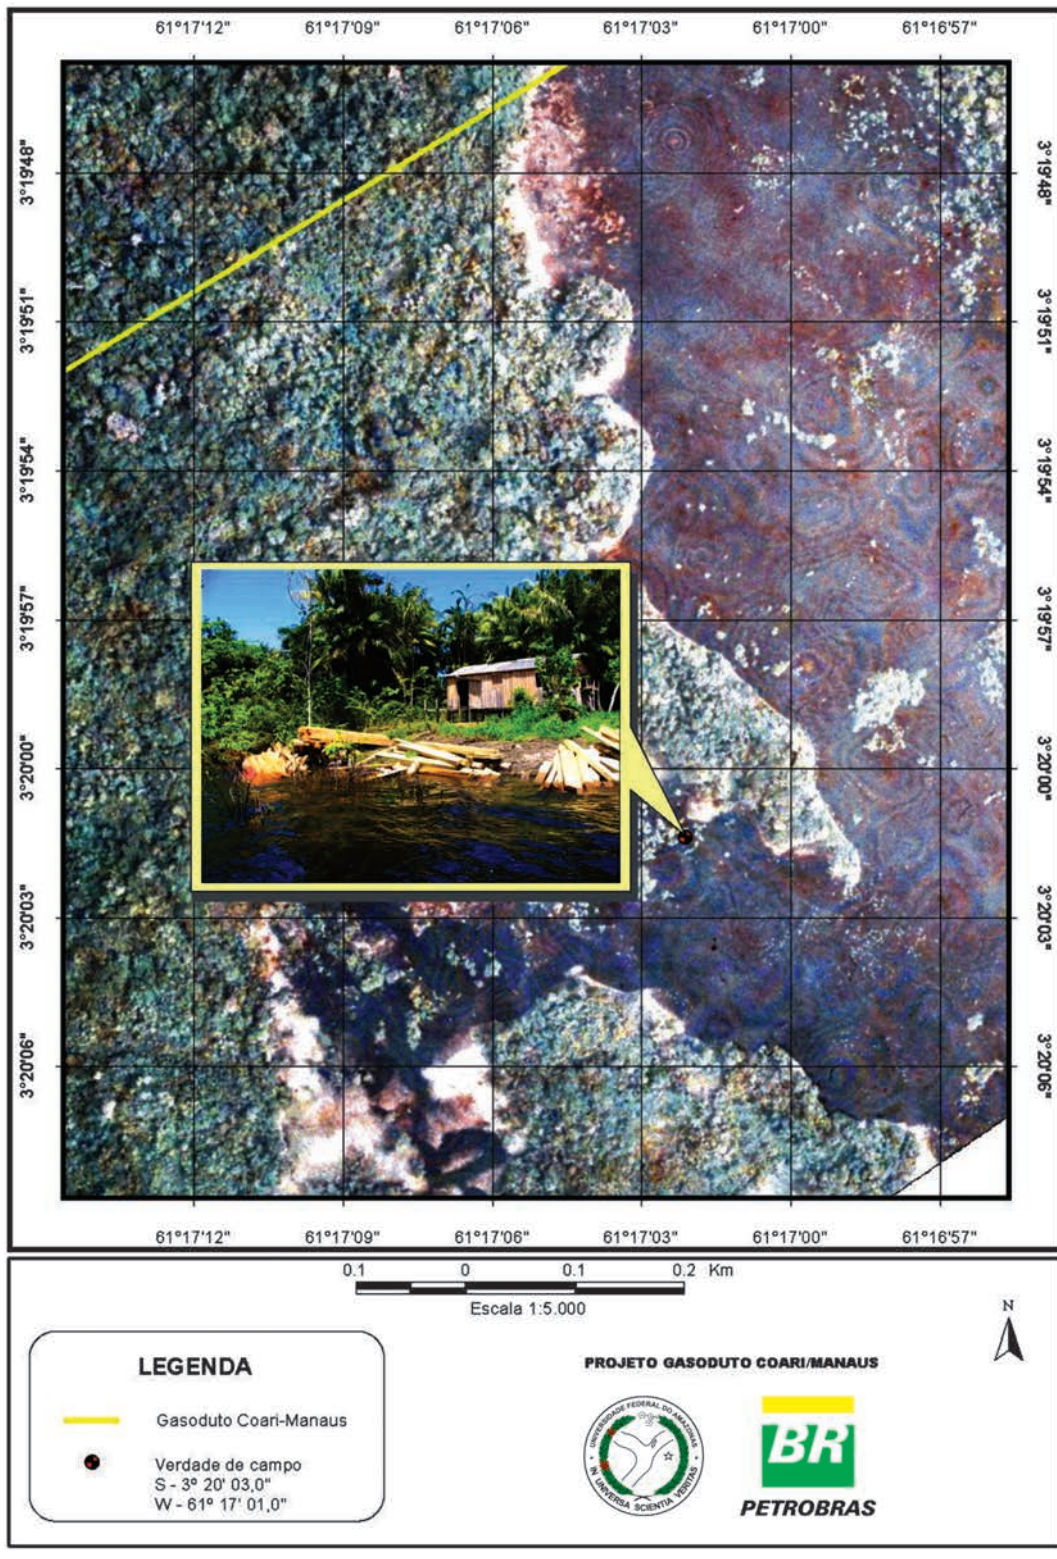 61°17'12" 61°17'09" 61°17'06" 61°17'03" 61°17'00" 61°16'57"
3°19'48" 3°19'48"
3°19'51" 3°19'51"
3°19'54" 3°19'54"
3°19'57" 3°19'57"
3°20'00" 3°20'00"
3°20'03" 3°20'03"
3°20'06" 3°20'06"
61°17'12" 61°17'09" 61°17'06" 61°17'03" 61°17'00" 61°16'57"
0.1 0 0.1 0.2 Km
Escala 1:5.000
N
LEGENDA
Gasoduto Coari-Manaus
Verdade de campo
S - 3º 20' 03,0"
W - 61º 17' 01,0"
PROJETO GASODUTO COARI/MANAUS
UNIVERSIDADE FEDERAL DO AMAZONAS
IN UNIVERSA SCIENTIA VERITAS
BR
PETROBRAS